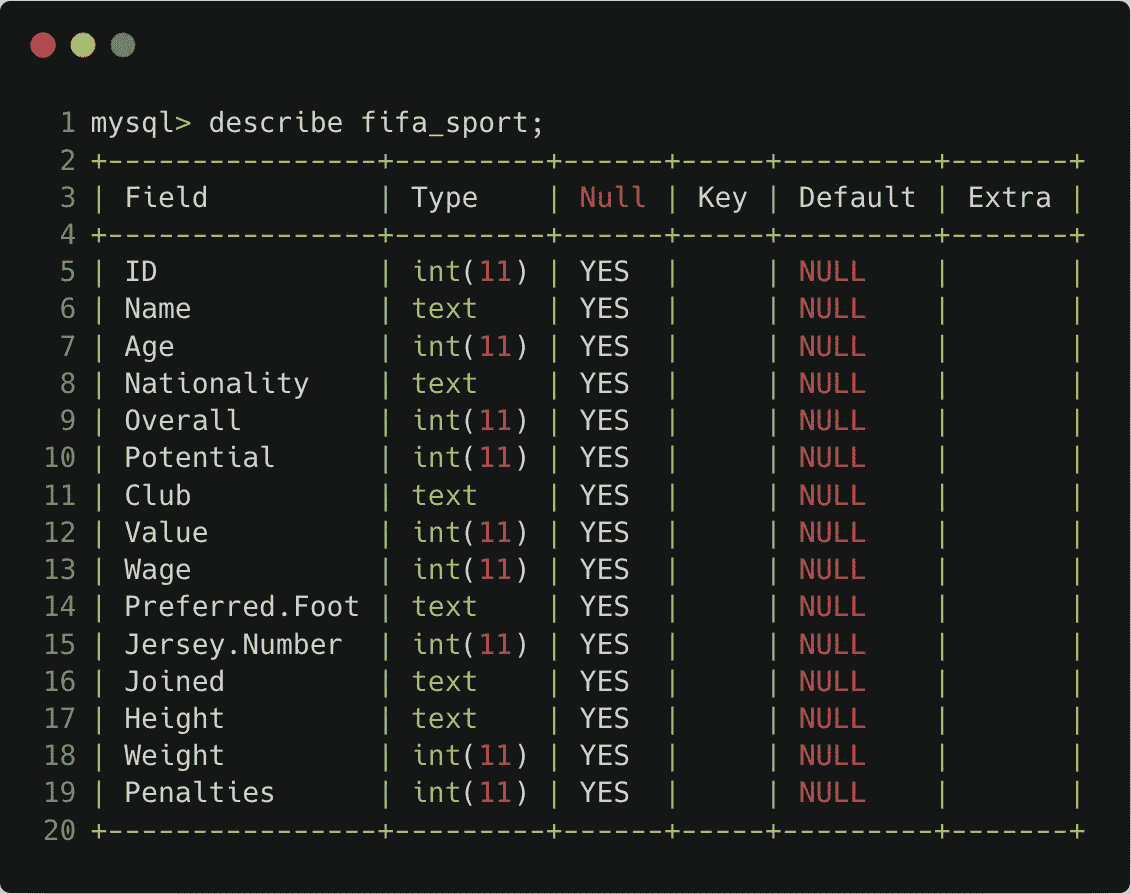 1 mysql> describe fifa_sport;
2 +----------------+---------+------+-----+---------+-------+
3 | Field          | Type    | Null | Key | Default | Extra |
4 +----------------+---------+------+-----+---------+-------+
5 | ID             | int(11) | YES  |     | NULL    |       |
6 | Name           | text    | YES  |     | NULL    |       |
7 | Age            | int(11) | YES  |     | NULL    |       |
8 | Nationality    | text    | YES  |     | NULL    |       |
9 | Overall        | int(11) | YES  |     | NULL    |       |
10 | Potential      | int(11) | YES  |     | NULL    |       |
11 | Club           | text    | YES  |     | NULL    |       |
12 | Value          | int(11) | YES  |     | NULL    |       |
13 | Wage           | int(11) | YES  |     | NULL    |       |
14 | Preferred.Foot | text    | YES  |     | NULL    |       |
15 | Jersey.Number  | int(11) | YES  |     | NULL    |       |
16 | Joined         | text    | YES  |     | NULL    |       |
17 | Height         | text    | YES  |     | NULL    |       |
18 | Weight         | int(11) | YES  |     | NULL    |       |
19 | Penalties      | int(11) | YES  |     | NULL    |       |
20 +----------------+---------+------+-----+---------+-------+